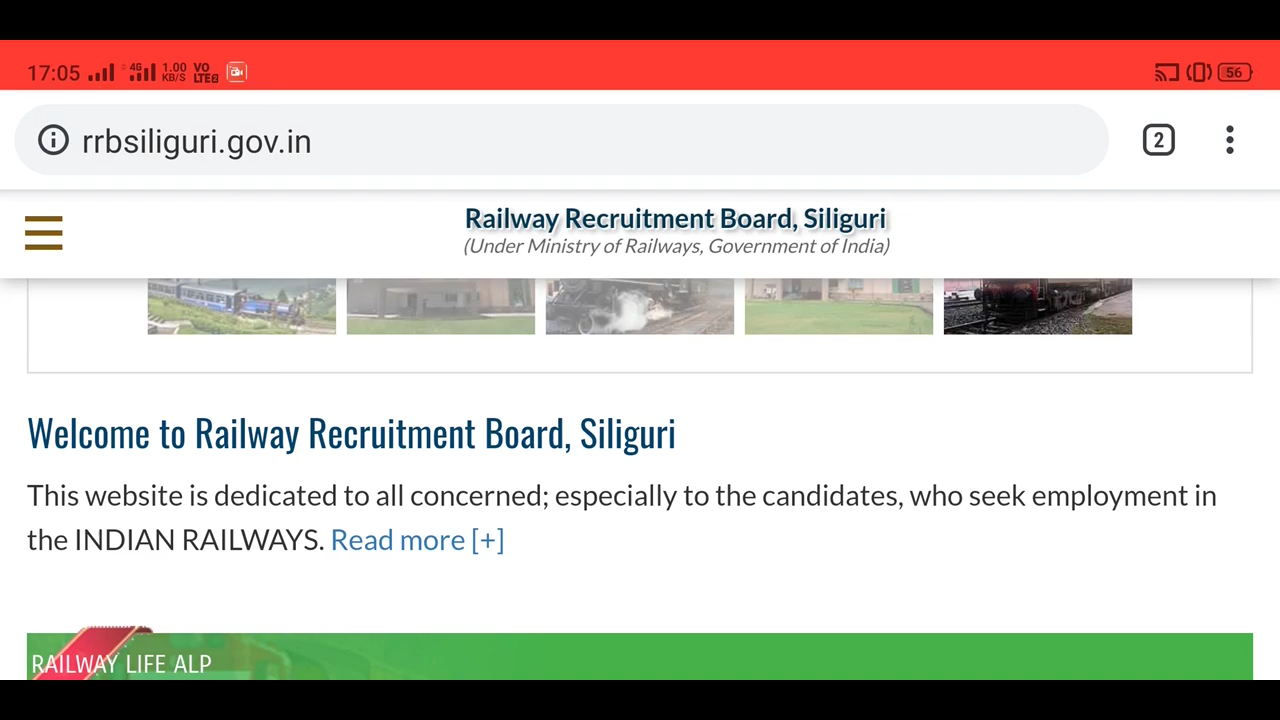 17:05 4G 1.00 KB/S VO LTE2 56
rrbsiliguri.gov.in 2
Railway Recruitment Board, Siliguri
(Under Ministry of Railways, Government of India)
Welcome to Railway Recruitment Board, Siliguri
This website is dedicated to all concerned; especially to the candidates, who seek employment in
the INDIAN RAILWAYS. Read more [+]
RAILWAY LIFE ALP